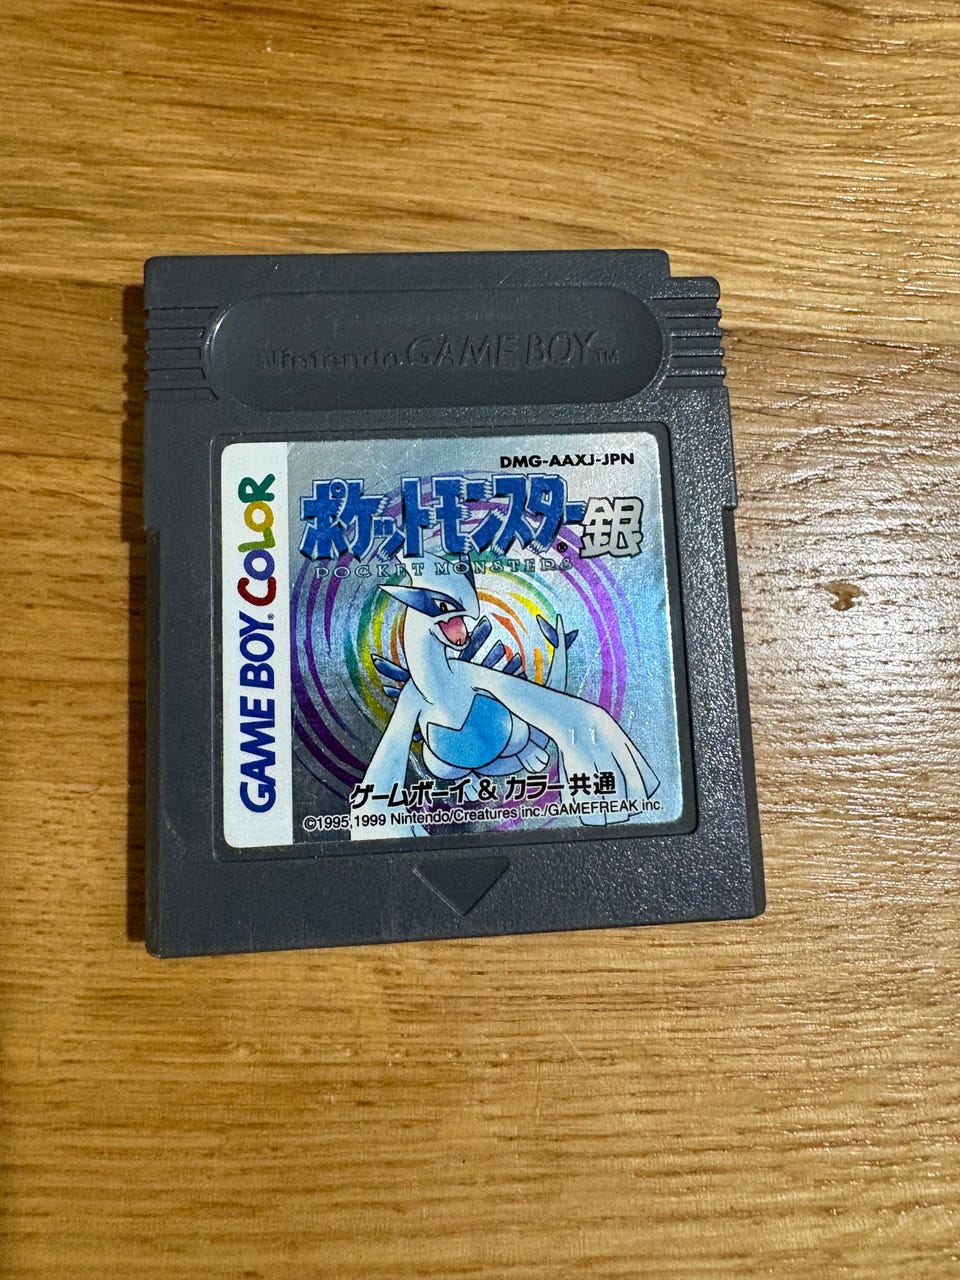 Nintendo GAME BOY™
GAME BOY® COLOR
DMG-AAXJ-JPN
ポケットモンスター®銀
POCKET MONSTERS
ゲームボーイ & カラー共通
©1995,1999 Nintendo/Creatures inc./GAMEFREAK inc.